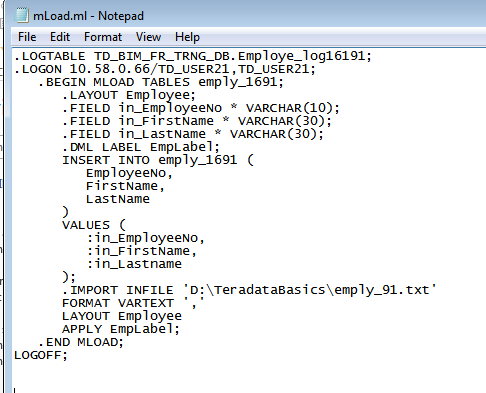 mLoad.ml - Notepad
File Edit Format View Help
.LOGTABLE TD_BIM_FR_TRNG_DB.Employe_log16191;
.LOGON 10.58.0.66/TD_USER21,TD_USER21;
.BEGIN MLOAD TABLES emply_1691;
.LAYOUT Employee;
.FIELD in_EmployeeNo * VARCHAR(10);
.FIELD in_FirstName * VARCHAR(30);
.FIELD in_LastName * VARCHAR(30);
.DML LABEL EmpLabel;
INSERT INTO emply_1691 (
EmployeeNo,
FirstName,
LastName
)
VALUES (
:in_EmployeeNo,
:in_FirstName,
:in_Lastname
);
.IMPORT INFILE 'D:\TeradataBasics\emply_91.txt'
FORMAT VARTEXT ','
LAYOUT Employee
APPLY EmpLabel;
.END MLOAD;
LOGOFF;